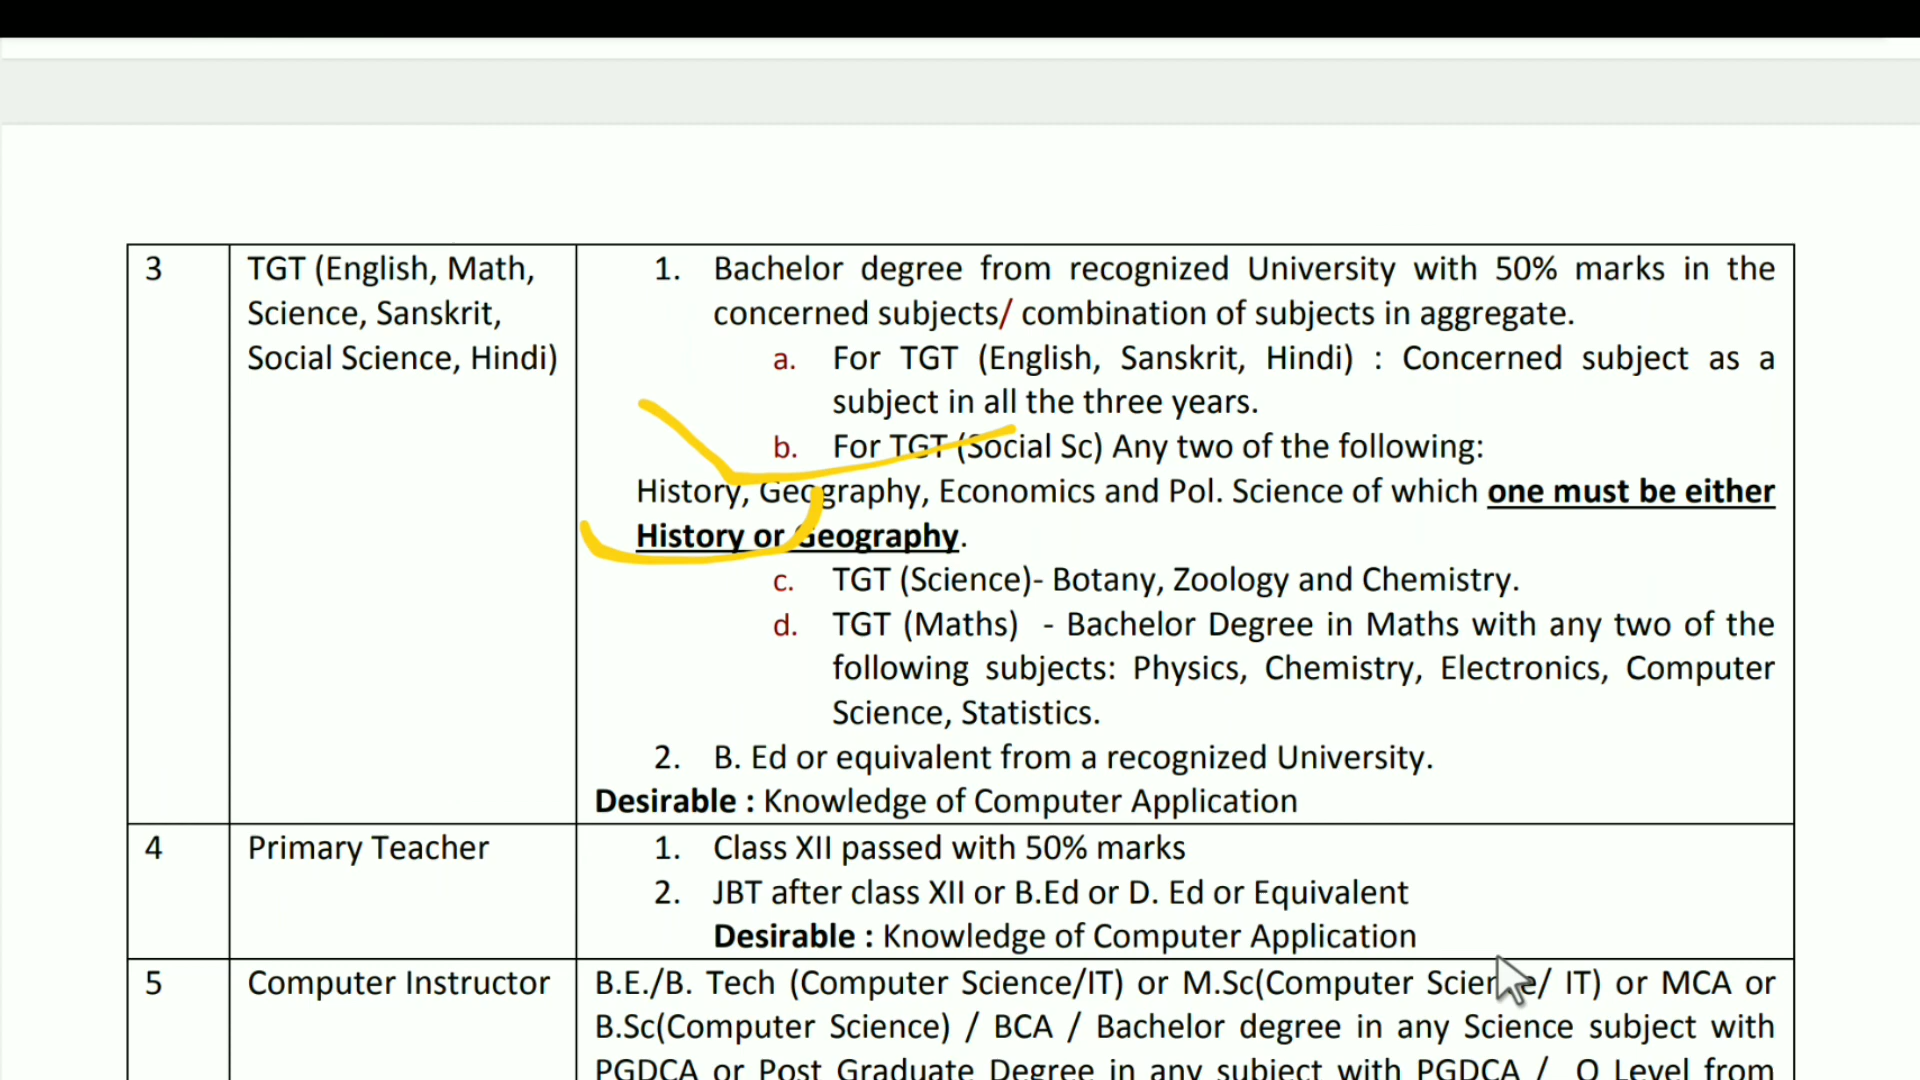 3
TGT (English, Math,
Science, Sanskrit,
Social Science, Hindi)
1. Bachelor degree from recognized University with 50% marks in the
concerned subjects/ combination of subjects in aggregate.
a. For TGT (English, Sanskrit, Hindi) : Concerned subject as a
subject in all the three years.
b. For TGT (Social Sc) Any two of the following:
History, Geography, Economics and Pol. Science of which one must be either
History or Geography.
c. TGT (Science)- Botany, Zoology and Chemistry.
d. TGT (Maths) - Bachelor Degree in Maths with any two of the
following subjects: Physics, Chemistry, Electronics, Computer
Science, Statistics.
2. B. Ed or equivalent from a recognized University.
Desirable : Knowledge of Computer Application
4
Primary Teacher
1. Class XII passed with 50% marks
2. JBT after class XII or B.Ed or D. Ed or Equivalent
Desirable : Knowledge of Computer Application
5
Computer Instructor
B.E./B. Tech (Computer Science/IT) or M.Sc(Computer Science/ IT) or MCA or
B.Sc(Computer Science) / BCA / Bachelor degree in any Science subject with
PGDCA or Post Graduate Degree in any subject with PGDCA / O Level from